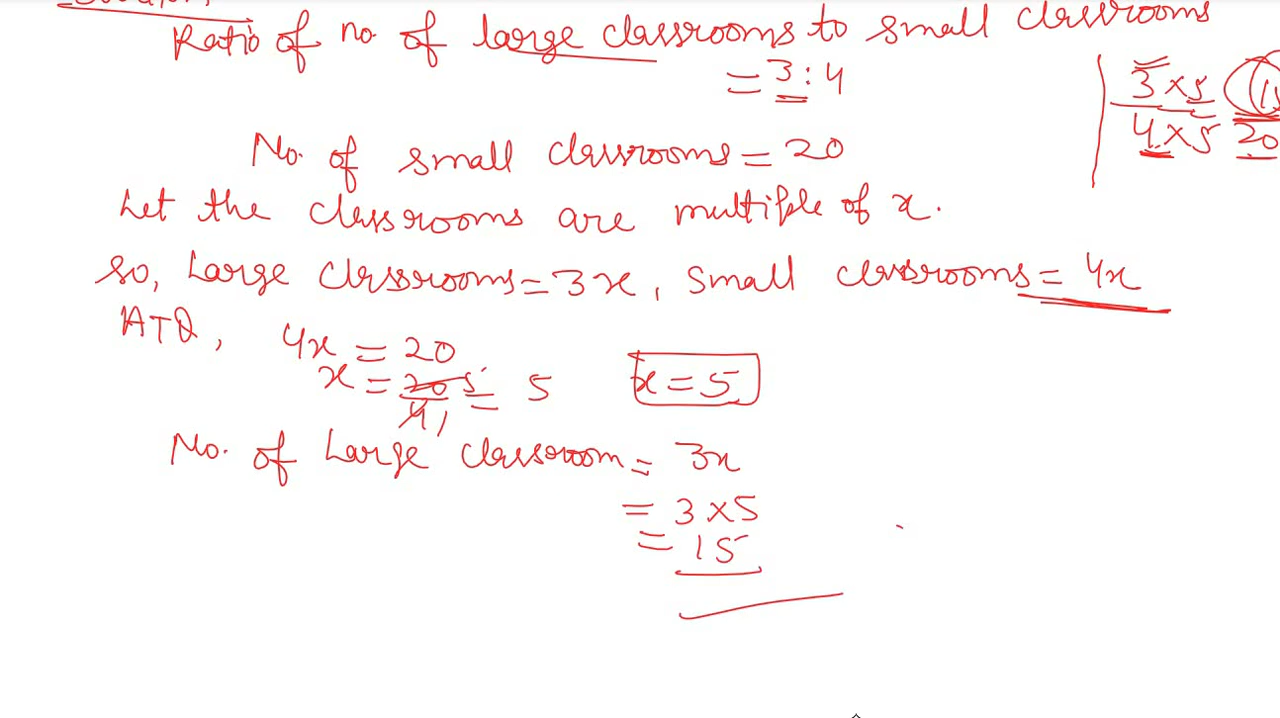 Ratio of no. of large classrooms to small classrooms
= 3 : 4
3 x 5
4 x 5 20
No. of small classrooms = 20
Let the classrooms are multiple of x.
So, Large Classrooms = 3x, small classrooms = 4x
ATQ, 4x = 20
x = 20/4 5/1 = 5 x = 5
No. of Large classroom = 3x
= 3 x 5
= 15